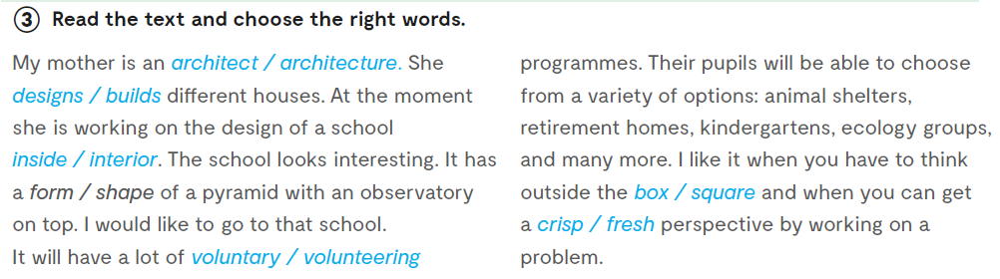 3 Read the text and choose the right words.
My mother is an architect / architecture. She
designs / builds different houses. At the moment
she is working on the design of a school
inside / interior. The school looks interesting. It has
a form / shape of a pyramid with an observatory
on top. I would like to go to that school.
It will have a lot of voluntary / volunteering
programmes. Their pupils will be able to choose
from a variety of options: animal shelters,
retirement homes, kindergartens, ecology groups,
and many more. I like it when you have to think
outside the box / square and when you can get
a crisp / fresh perspective by working on a
problem.